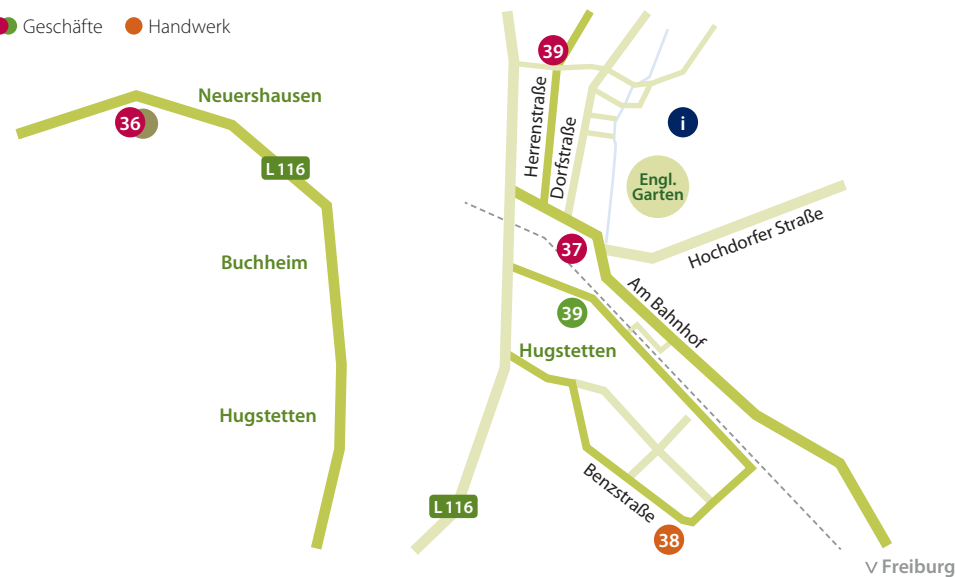 Geschäfte
Handwerk
39
Neuershausen
36
Herrenstraße
Dorfstraße
i
L 116
Engl.
Garten
Hochdorfer Straße
37
Buchheim
Am Bahnhof
39
Hugstetten
Hugstetten
Benzstraße
L 116
38
V Freiburg